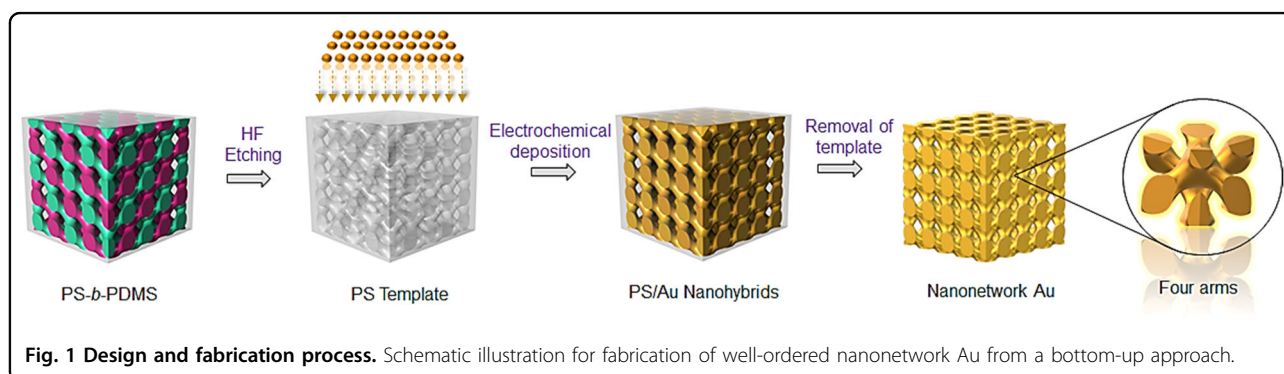 HF
Etching
Electrochemical
deposition
Removal of
template
PS-b-PDMS
PS Template
PS/Au Nanohybrids
Nanonetwork Au
Four arms
Fig. 1 Design and fabrication process. Schematic illustration for fabrication of well-ordered nanonetwork Au from a bottom-up approach.